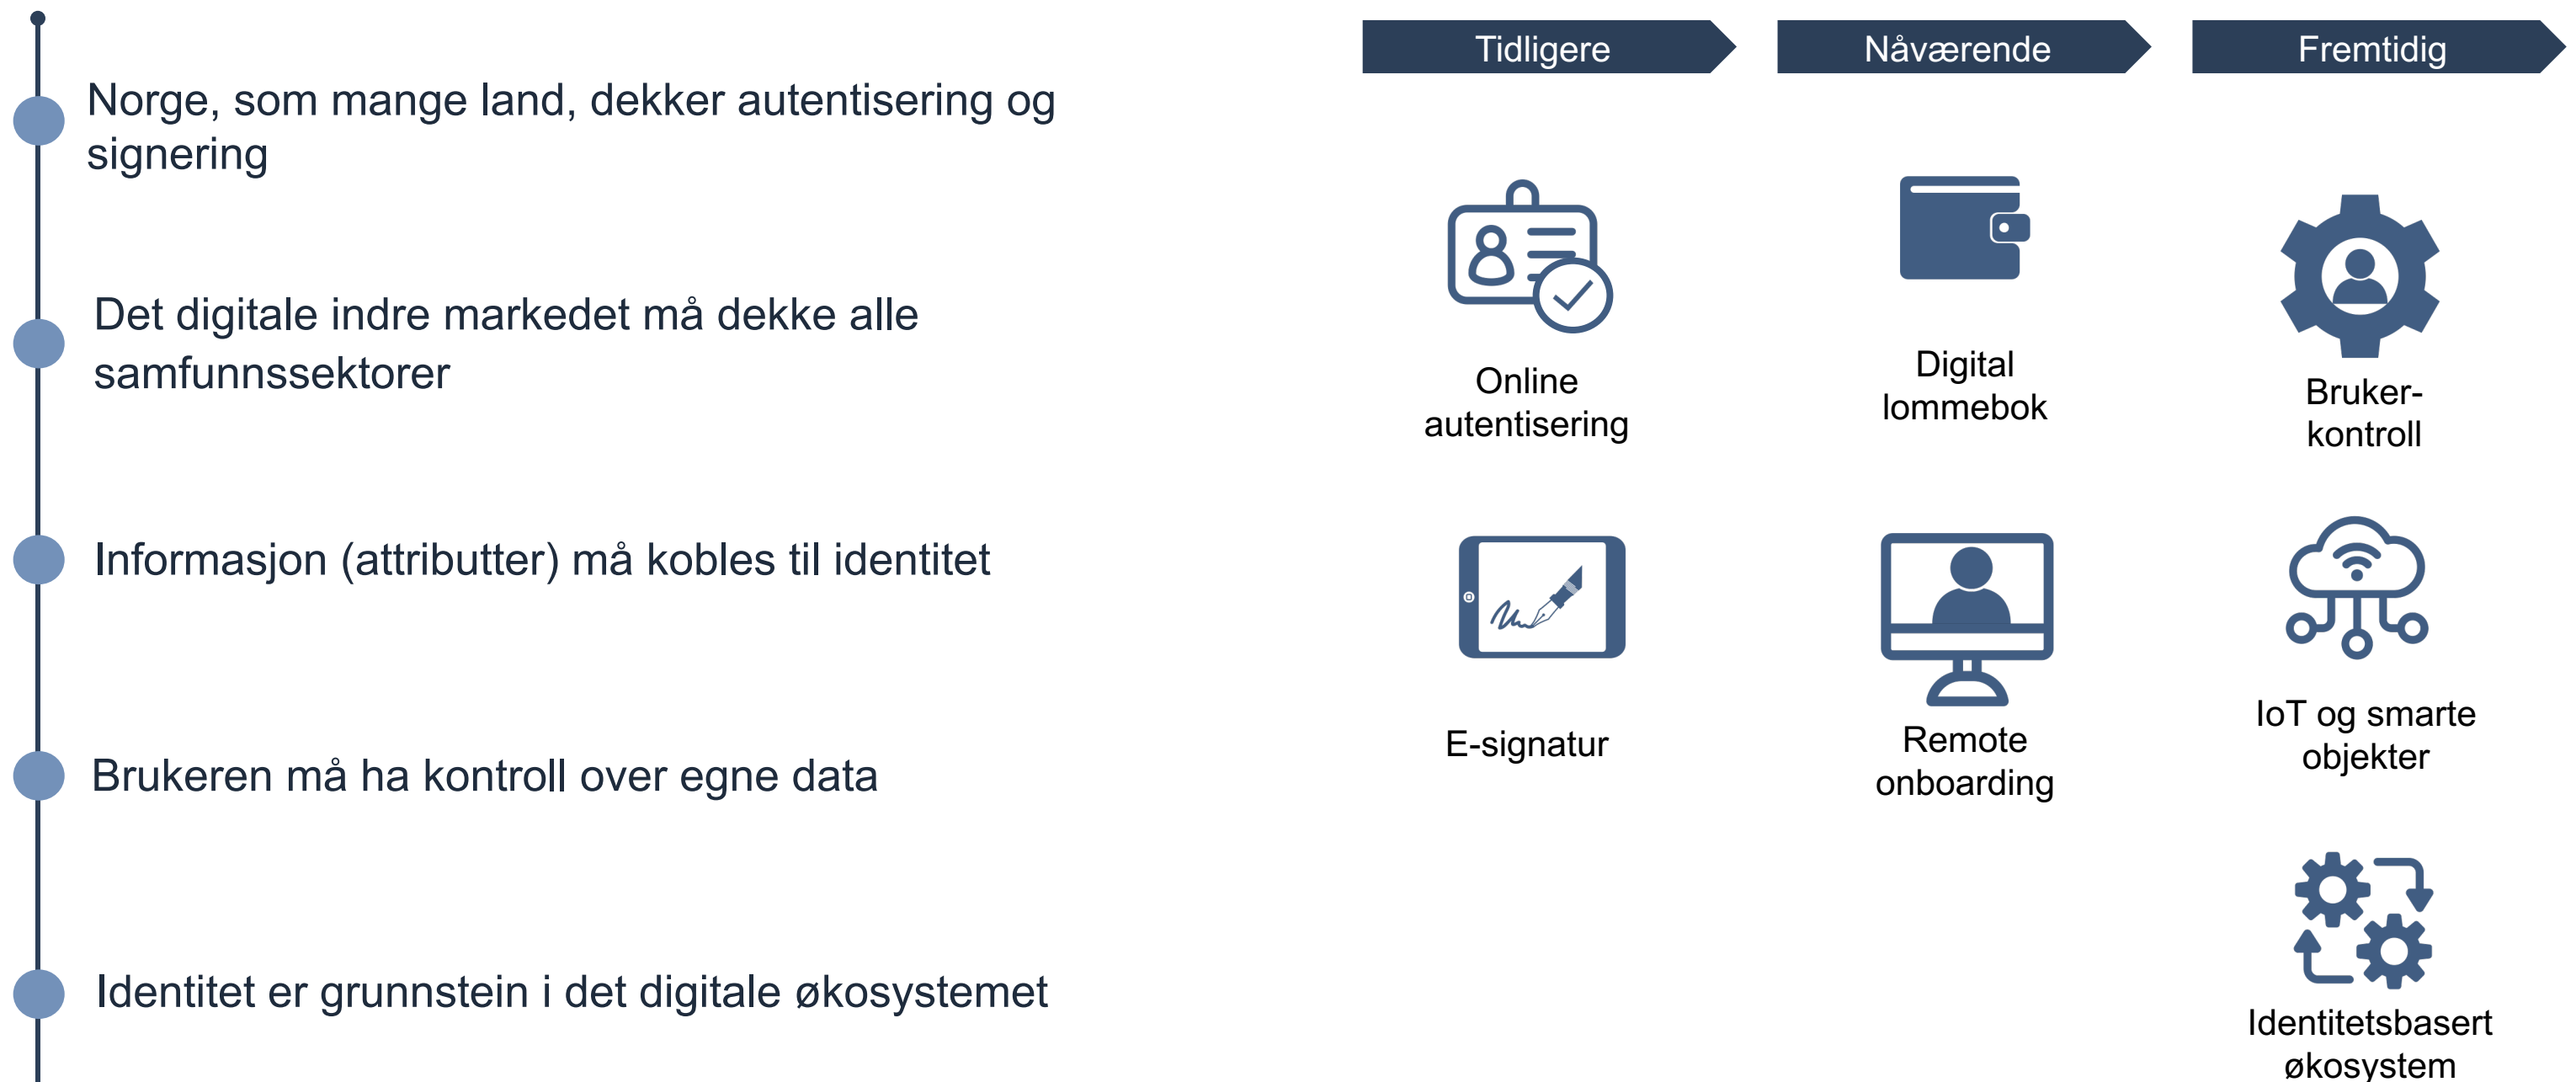 Norge, som mange land, dekker autentisering og
signering
Det digitale indre markedet må dekke alle
samfunnssektorer
Informasjon (attributter) må kobles til identitet
Brukeren må ha kontroll over egne data
Identitet er grunnstein i det digitale økosystemet
Tidligere
Nåværende
Fremtidig
Online
autentisering
Digital
lommebok
Bruker-
kontroll
E-signatur
Remote
onboarding
IoT og smarte
objekter
Identitetsbasert
økosystem